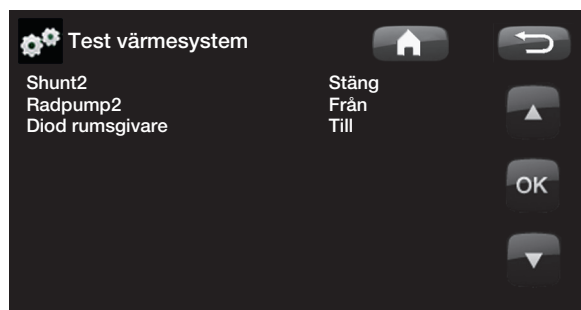 Test värmesystem
Shunt2 Stäng
Radpump2 Från
Diod rumsgivare Till
OK